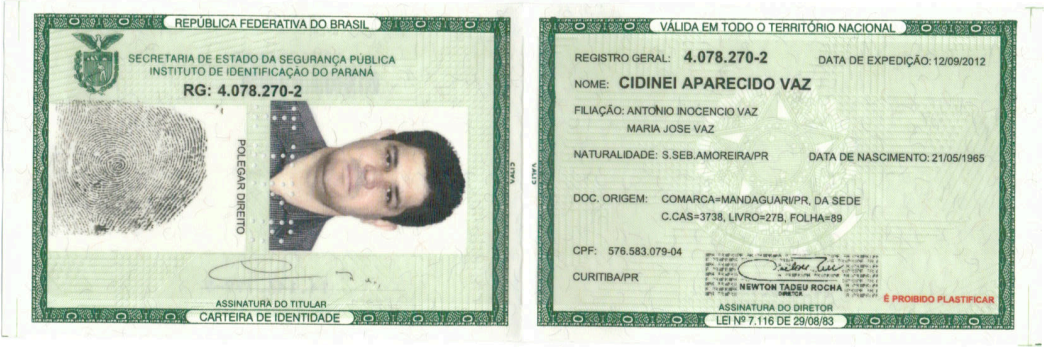 REPÚBLICA FEDERATIVA DO BRASIL
SECRETARIA DE ESTADO DA SEGURANÇA PÚBLICA
INSTITUTO DE IDENTIFICAÇÃO DO PARANÁ
RG: 4.078.270-2
POLEGAR DIREITO
ASSINATURA DO TITULAR
CARTEIRA DE IDENTIDADE
VÁLIDA EM TODO O TERRITÓRIO NACIONAL
REGISTRO GERAL: 4.078.270-2 DATA DE EXPEDIÇÃO: 12/09/2012
NOME: CIDINEI APARECIDO VAZ
FILIAÇÃO: ANTONIO INOCENCIO VAZ
MARIA JOSE VAZ
NATURALIDADE: S.SEB.AMOREIRA/PR DATA DE NASCIMENTO: 21/05/1965
DOC. ORIGEM: COMARCA=MANDAGUARI/PR, DA SEDE
C.CAS=3738, LIVRO=27B, FOLHA=89
CPF: 576.583.079-04
CURITIBA/PR
NEWTON TADEU ROCHA
DIRETOR
ASSINATURA DO DIRETOR
É PROIBIDO PLASTIFICAR
LEI Nº 7.116 DE 29/08/83